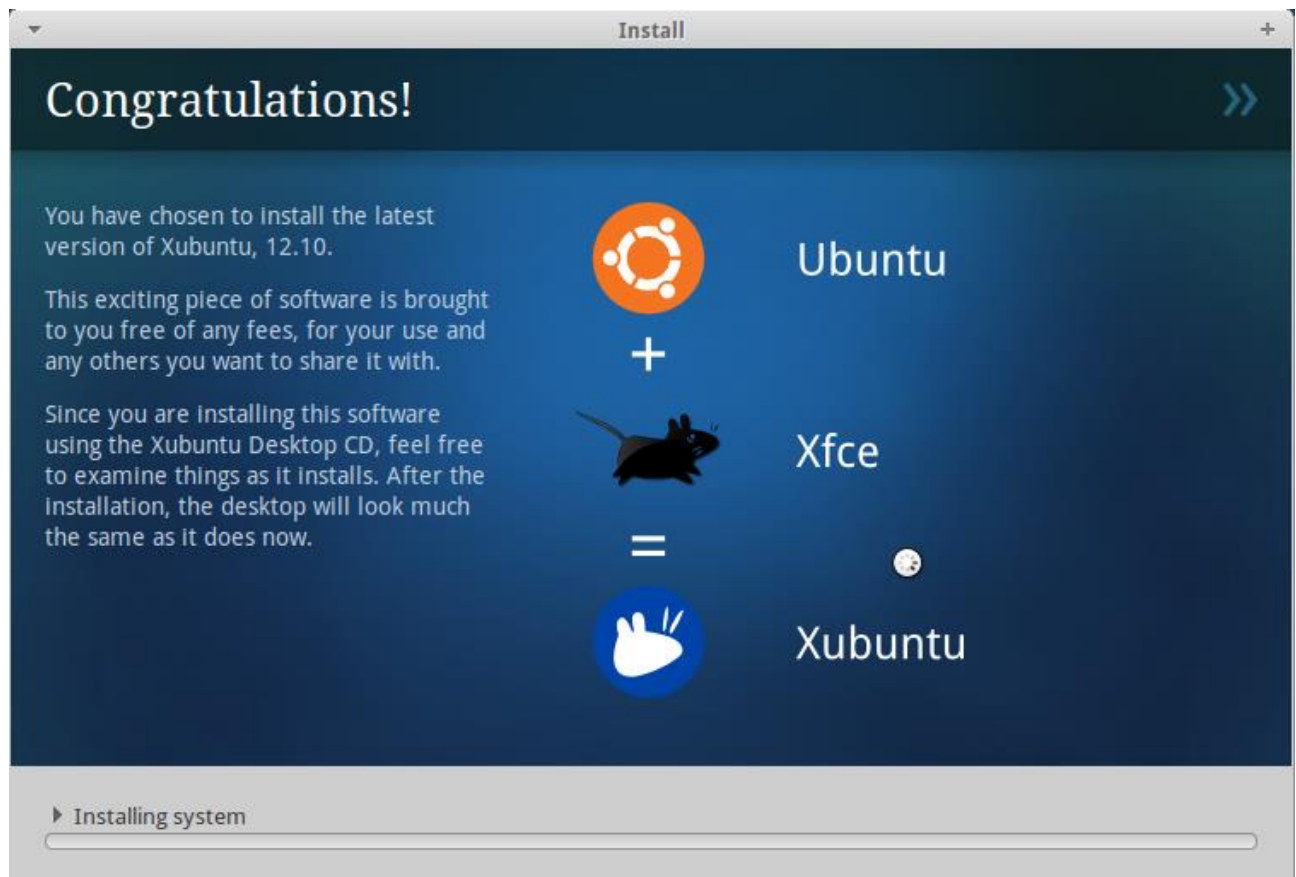 Install
Congratulations!
You have chosen to install the latest
version of Xubuntu, 12.10.
This exciting piece of software is brought
to you free of any fees, for your use and
any others you want to share it with.
Since you are installing this software
using the Xubuntu Desktop CD, feel free
to examine things as it installs. After the
installation, the desktop will look much
the same as it does now.
Ubuntu
+
Xfce
=
Xubuntu
Installing system